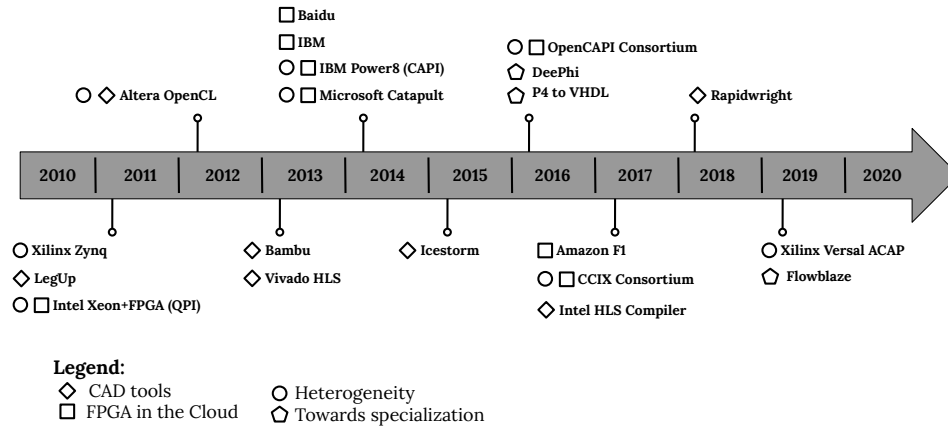 Baidu
IBM
IBM Power8 (CAPI)
Microsoft Catapult
OpenCAPI Consortium
DeePhi
P4 to VHDL
Altera OpenCL
Rapidwright
2010 2011 2012 2013 2014 2015 2016 2017 2018 2019 2020
Xilinx Zynq
LegUp
Intel Xeon+FPGA (QPI)
Bambu
Vivado HLS
Icestorm
Amazon F1
CCIX Consortium
Intel HLS Compiler
Xilinx Versal ACAP
Flowblaze
Legend:
CAD tools
FPGA in the Cloud
Heterogeneity
Towards specialization